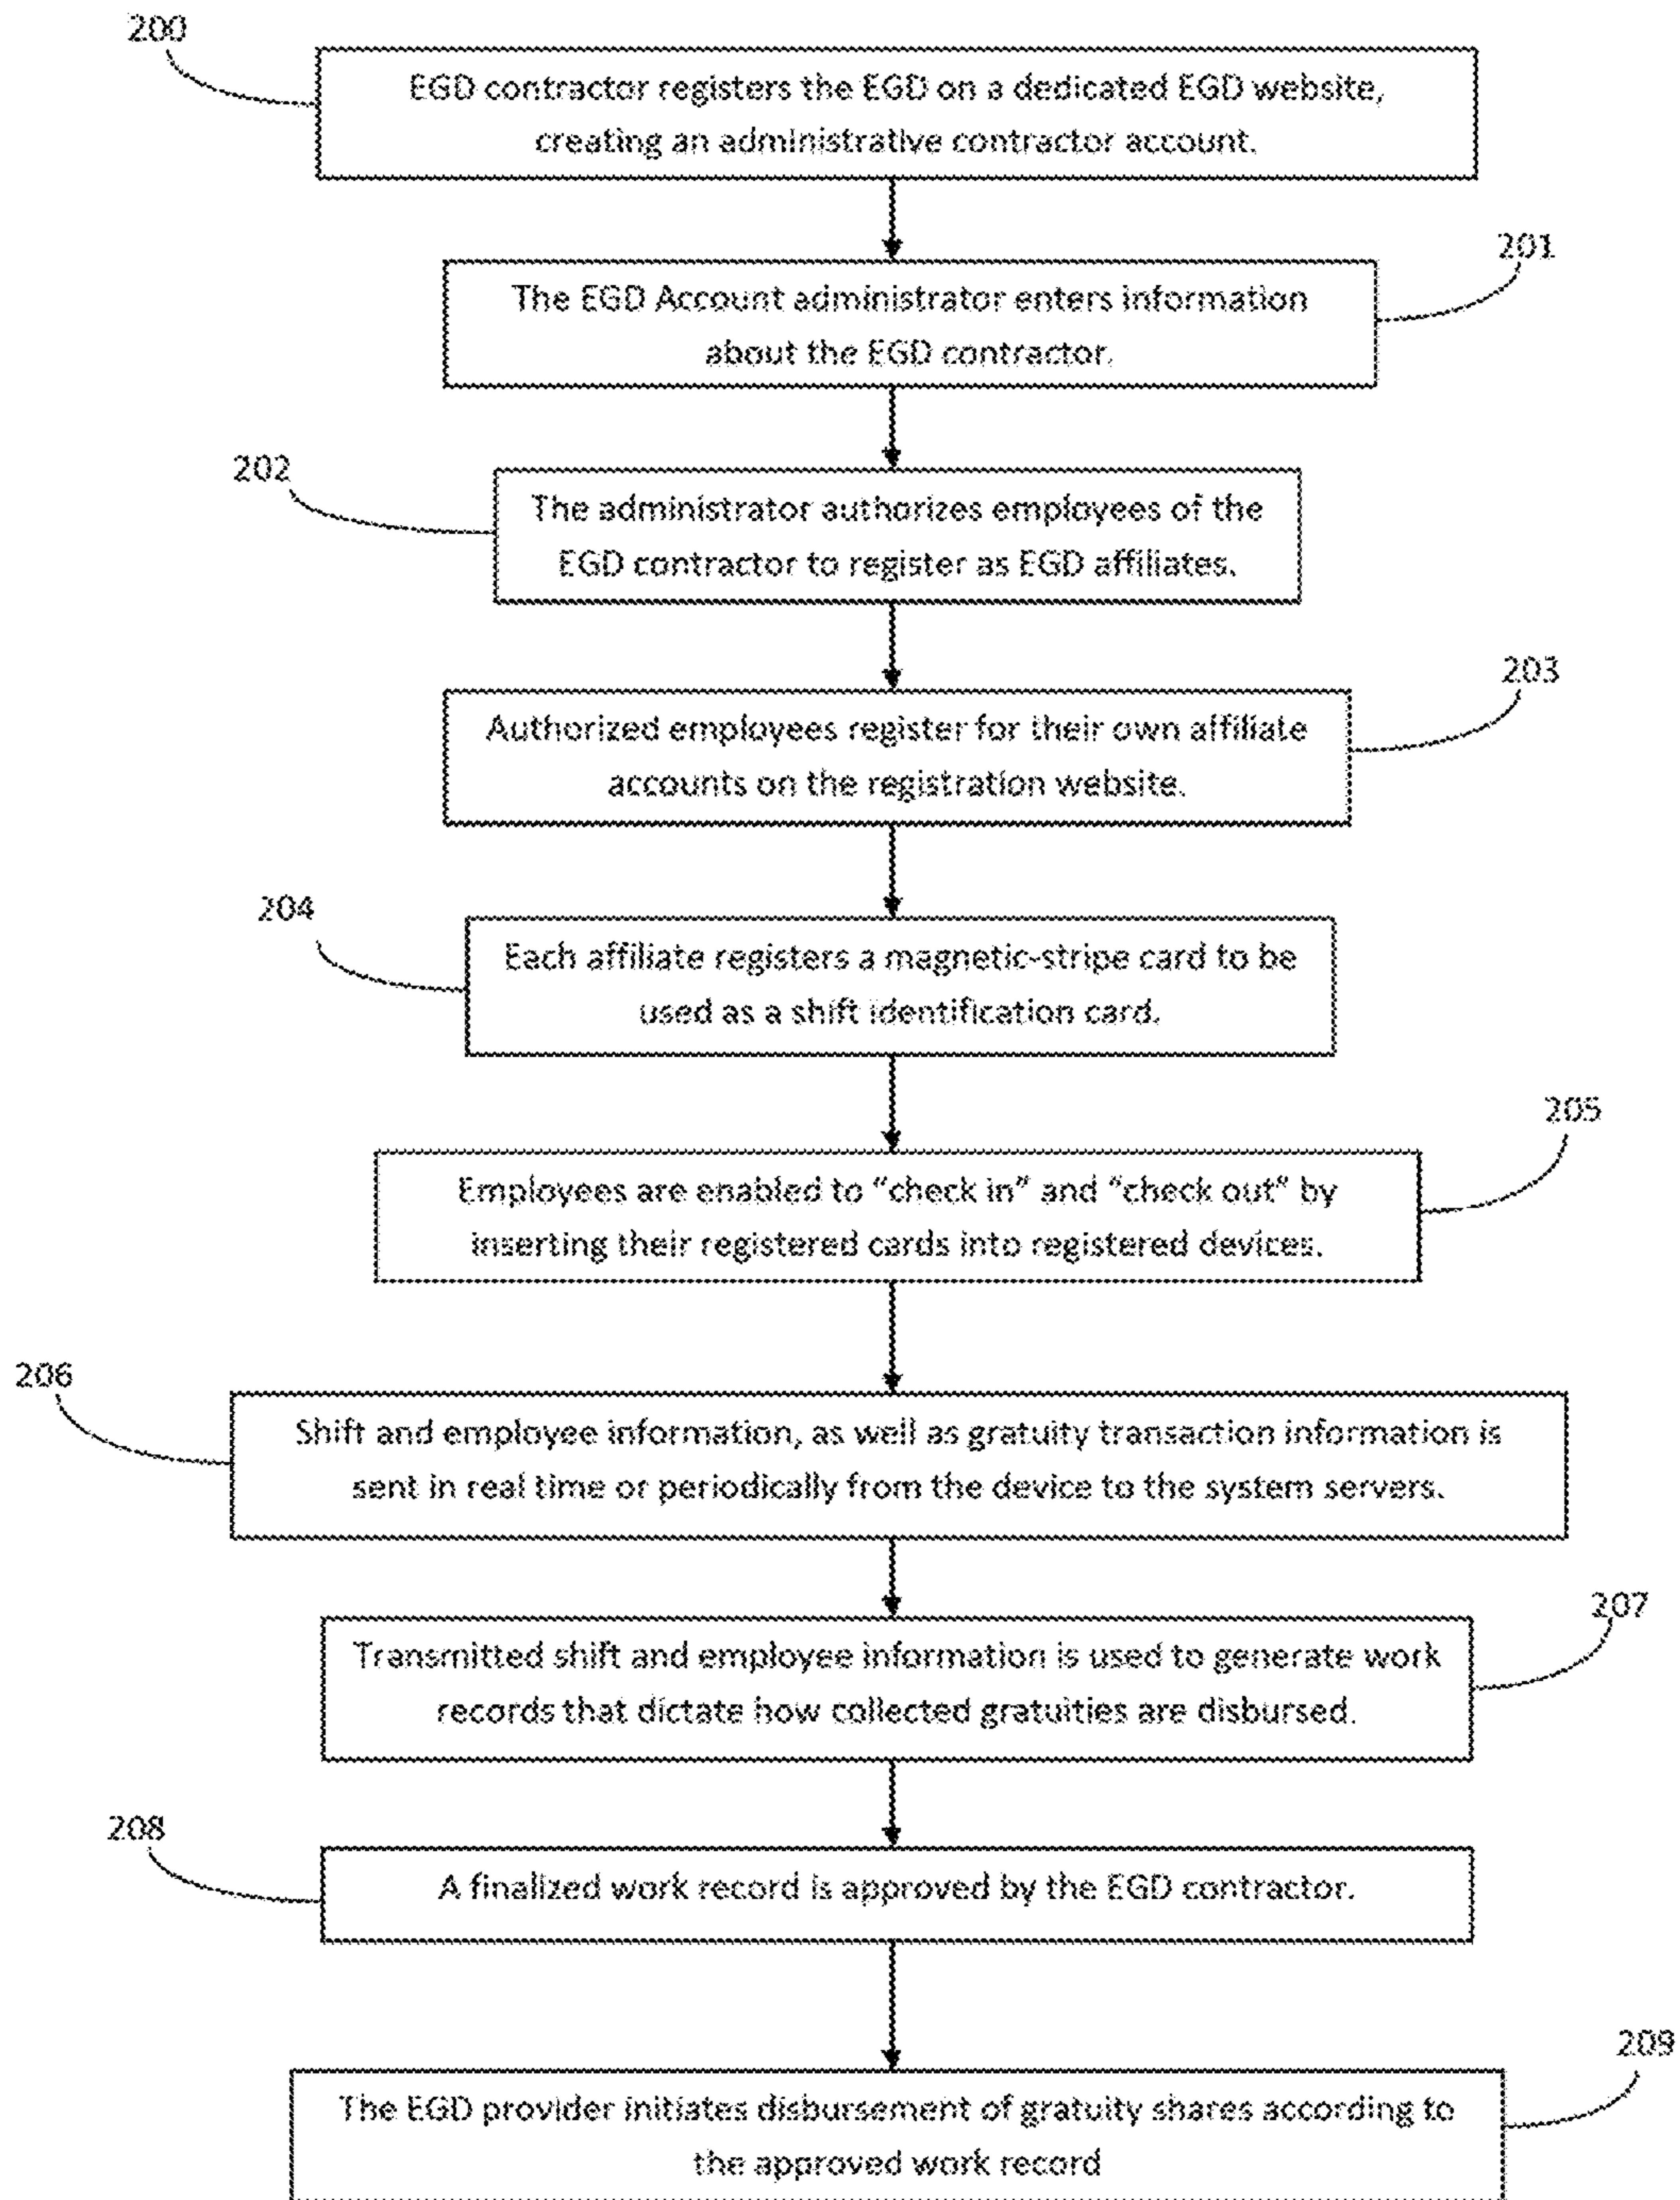 200
EGD contractor registers the EGD on a dedicated EGD website,
creating an administrative contractor account.
201
The EGD Account administrator enters information
about the EGD contractor.
202
The administrator authorizes employees of the
EGD contractor to register as EGD affiliates.
203
Authorized employees register for their own affiliate
accounts on the registration website.
204
Each affiliate registers a magnetic-stripe card to be
used as a shift identification card.
205
Employees are enabled to “check in” and “check out” by
inserting their registered cards into registered devices.
206
Shift and employee information, as well as gratuity transaction information is
sent in real time or periodically from the device to the system servers.
207
Transmitted shift and employee information is used to generate work
records that dictate how collected gratuities are disbursed.
208
A finalized work record is approved by the EGD contractor.
209
The EGD provider initiates disbursement of gratuity shares according to
the approved work record